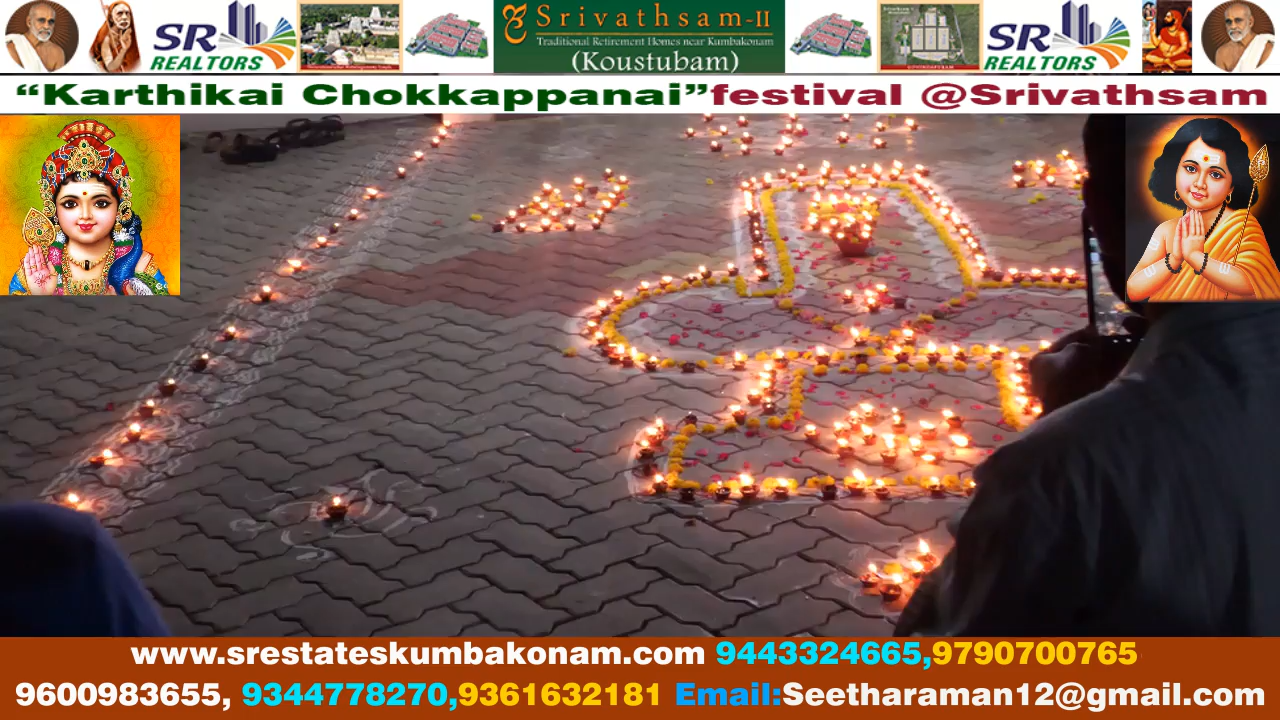 SR
REALTORS
Srivathsam-II
Traditional Retirement Homes near Kumbakonam
(Koustubam)
SR
REALTORS
“Karthikai Chokkappanai”festival @Srivathsam
www.srestateskumbakonam.com 9443324665,9790700765
9600983655, 9344778270,9361632181 Email:Seetharaman12@gmail.com